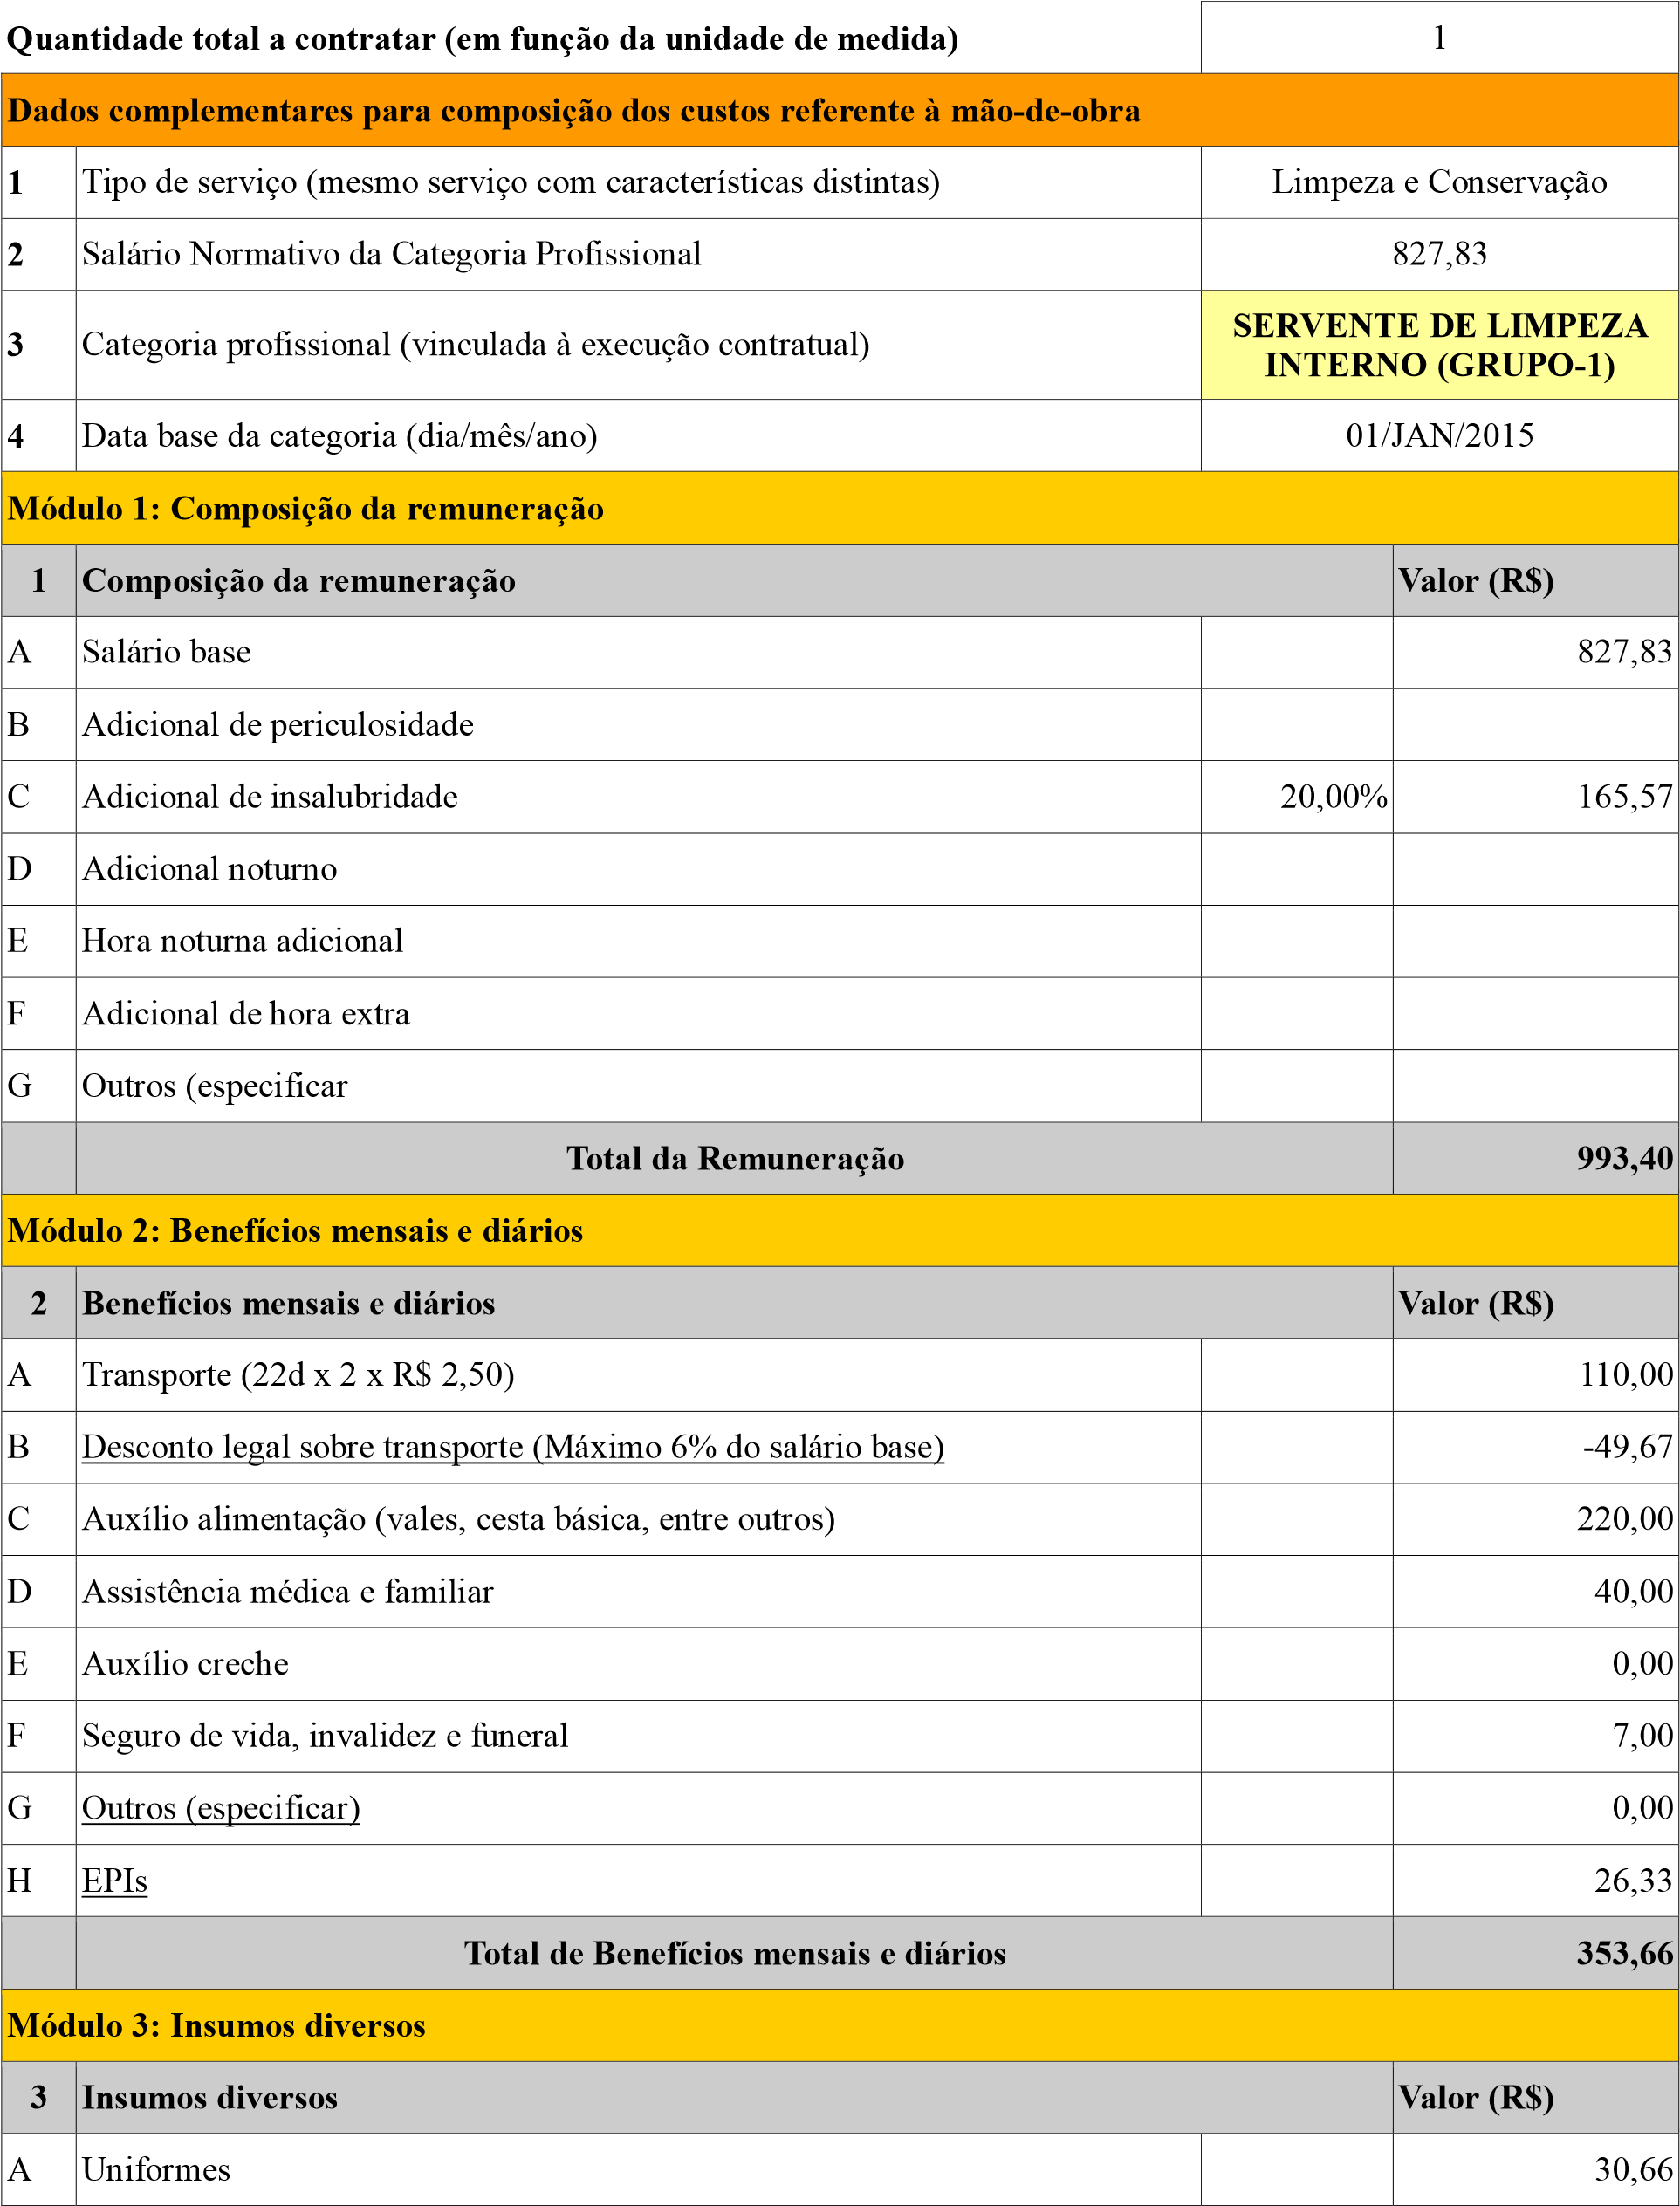 Quantidade total a contratar (em função da unidade de medida) 1
Dados complementares para composição dos custos referente à mão-de-obra
1 Tipo de serviço (mesmo serviço com características distintas) Limpeza e Conservação
2 Salário Normativo da Categoria Profissional 827,83
3 Categoria profissional (vinculada à execução contratual) SERVENTE DE LIMPEZA
INTERNO (GRUPO-1)
4 Data base da categoria (dia/mês/ano) 01/JAN/2015
Módulo 1: Composição da remuneração
1 Composição da remuneração Valor (R$)
A Salário base 827,83
B Adicional de periculosidade
C Adicional de insalubridade 20,00% 165,57
D Adicional noturno
E Hora noturna adicional
F Adicional de hora extra
G Outros (especificar
Total da Remuneração 993,40
Módulo 2: Benefícios mensais e diários
2 Benefícios mensais e diários Valor (R$)
A Transporte (22d x 2 x R$ 2,50) 110,00
B Desconto legal sobre transporte (Máximo 6% do salário base) -49,67
C Auxílio alimentação (vales, cesta básica, entre outros) 220,00
D Assistência médica e familiar 40,00
E Auxílio creche 0,00
F Seguro de vida, invalidez e funeral 7,00
G Outros (especificar) 0,00
H EPIs 26,33
Total de Benefícios mensais e diários 353,66
Módulo 3: Insumos diversos
3 Insumos diversos Valor (R$)
A Uniformes 30,66